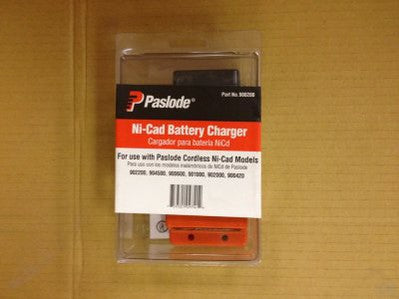 Paslode®
Part No. 900200
Ni-Cad Battery Charger
Cargador para batería NiCd
For use with Paslode Cordless Ni-Cad Models
Para uso con los modelos inalámbricos de NiCd de Paslode
902200, 904500, 900600, 901000, 902000, 900420